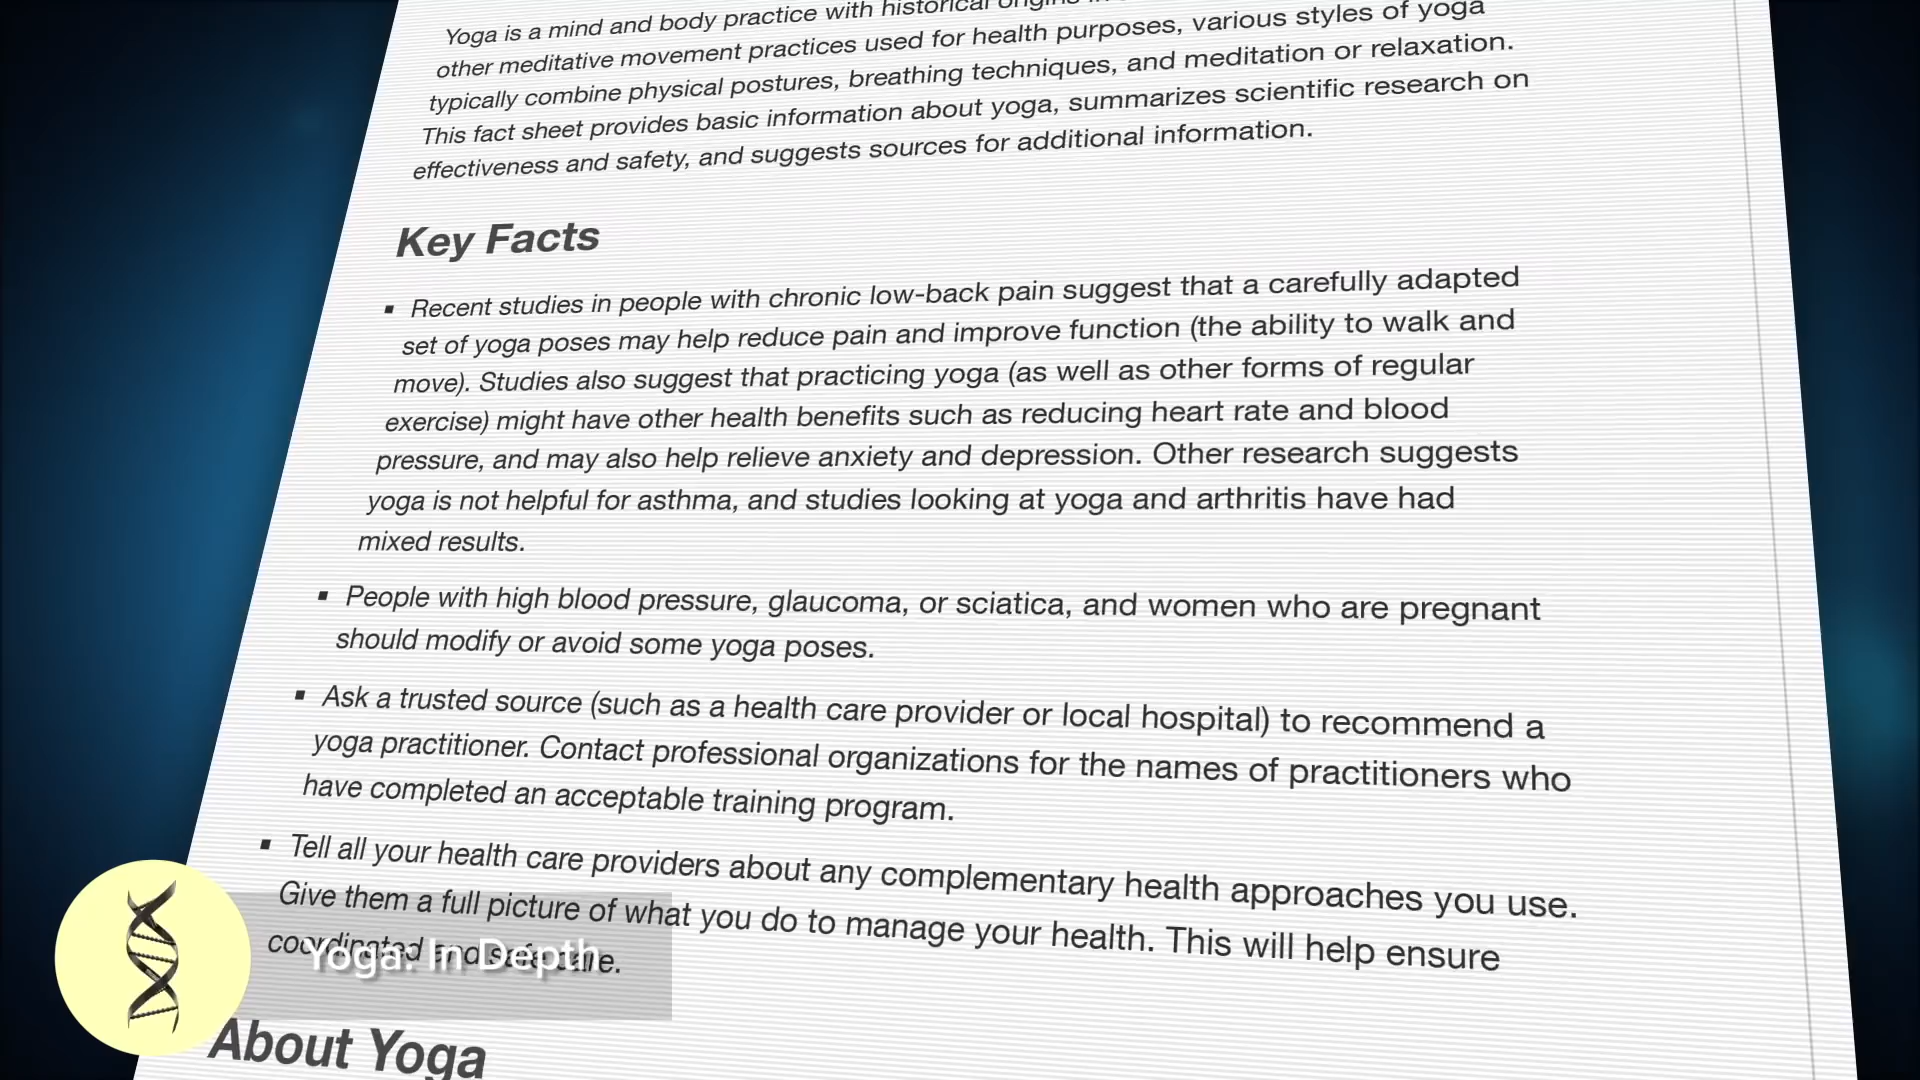 Yoga is a mind and body practice with historical origins in
other meditative movement practices used for health purposes, various styles of yoga
typically combine physical postures, breathing techniques, and meditation or relaxation.
This fact sheet provides basic information about yoga, summarizes scientific research on
effectiveness and safety, and suggests sources for additional information.
Key Facts
▪ Recent studies in people with chronic low-back pain suggest that a carefully adapted
set of yoga poses may help reduce pain and improve function (the ability to walk and
move). Studies also suggest that practicing yoga (as well as other forms of regular
exercise) might have other health benefits such as reducing heart rate and blood
pressure, and may also help relieve anxiety and depression. Other research suggests
yoga is not helpful for asthma, and studies looking at yoga and arthritis have had
mixed results.
▪ People with high blood pressure, glaucoma, or sciatica, and women who are pregnant
should modify or avoid some yoga poses.
▪ Ask a trusted source (such as a health care provider or local hospital) to recommend a
yoga practitioner. Contact professional organizations for the names of practitioners who
have completed an acceptable training program.
▪ Tell all your health care providers about any complementary health approaches you use.
Give them a full picture of what you do to manage your health. This will help ensure
coordinated and safe care.
Yoga: In Depth
About Yoga